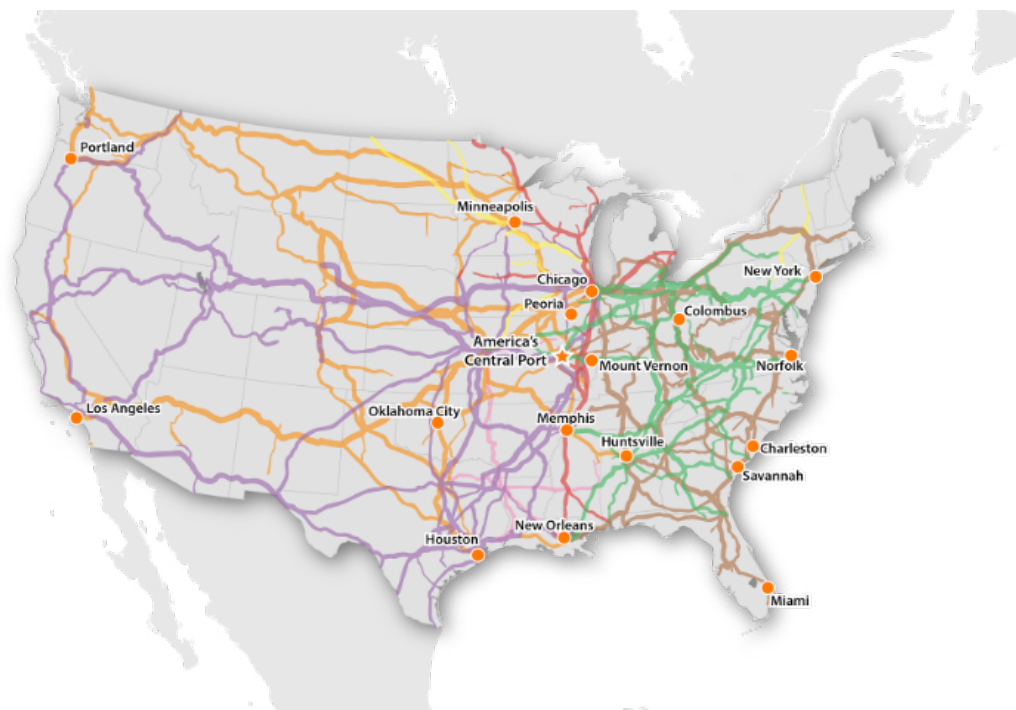 Portland
Minneapolis
New York
Chicago
Peoria
Colombus
America's
Central Port
Mount Vernon
Norfolk
Los Angeles
Oklahoma City
Memphis
Huntsville
Charleston
Savannah
New Orleans
Houston
Miami